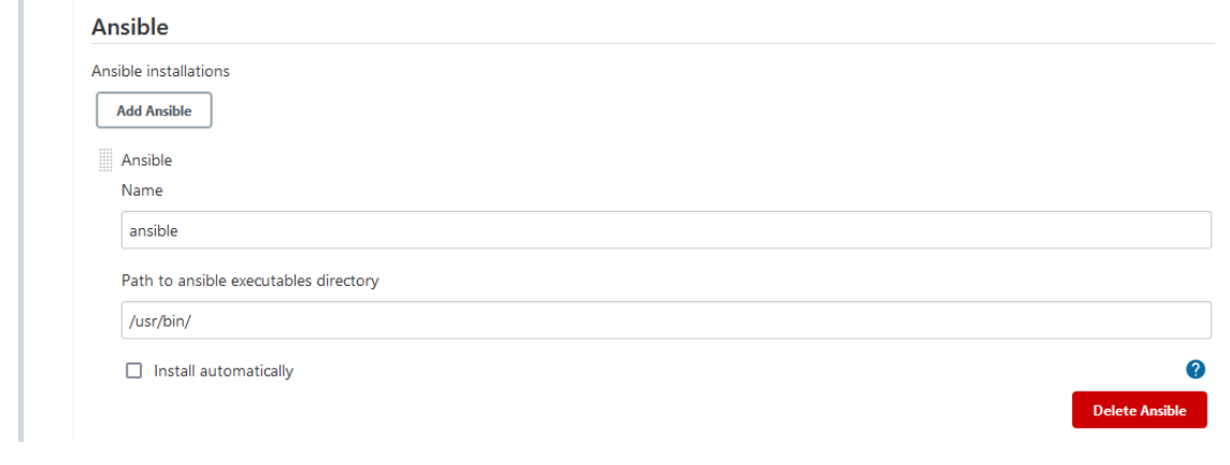 Ansible
Ansible installations
Add Ansible
Ansible
Name
ansible
Path to ansible executables directory
/usr/bin/
Install automatically
?
Delete Ansible